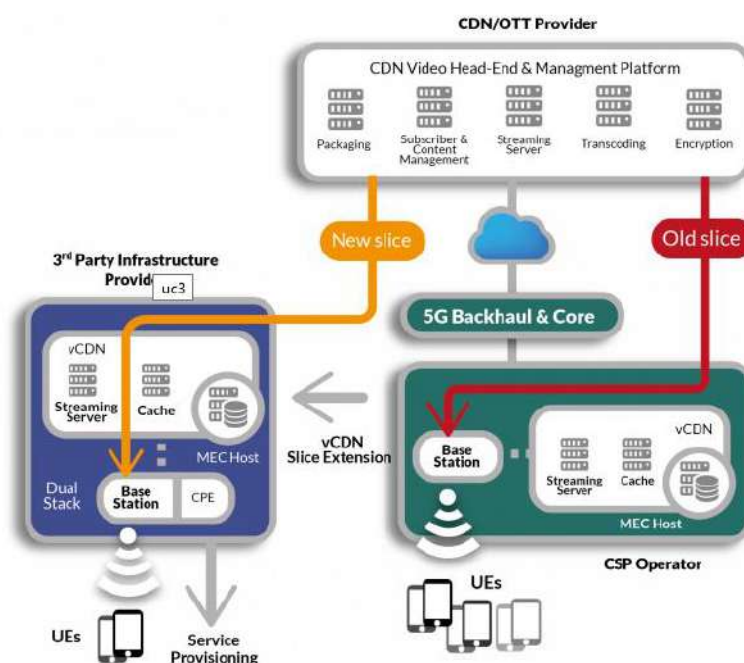 CDN/OTT Provider
CDN Video Head-End & Managment Platform
Packaging
Subscriber &
Content
Management
Streaming
Server
Transcoding
Encryption
New slice
Old slice
3rd Party Infrastructure
uc3
5G Backhaul & Core
vCDN
Streaming
Server
Cache
MEC Host
vCDN
Slice Extension
Dual
Stack
Base
Station
CPE
Base
Station
vCDN
Streaming
Server
Cache
MEC Host
CSP Operator
UEs
Service
Provisioning
UEs